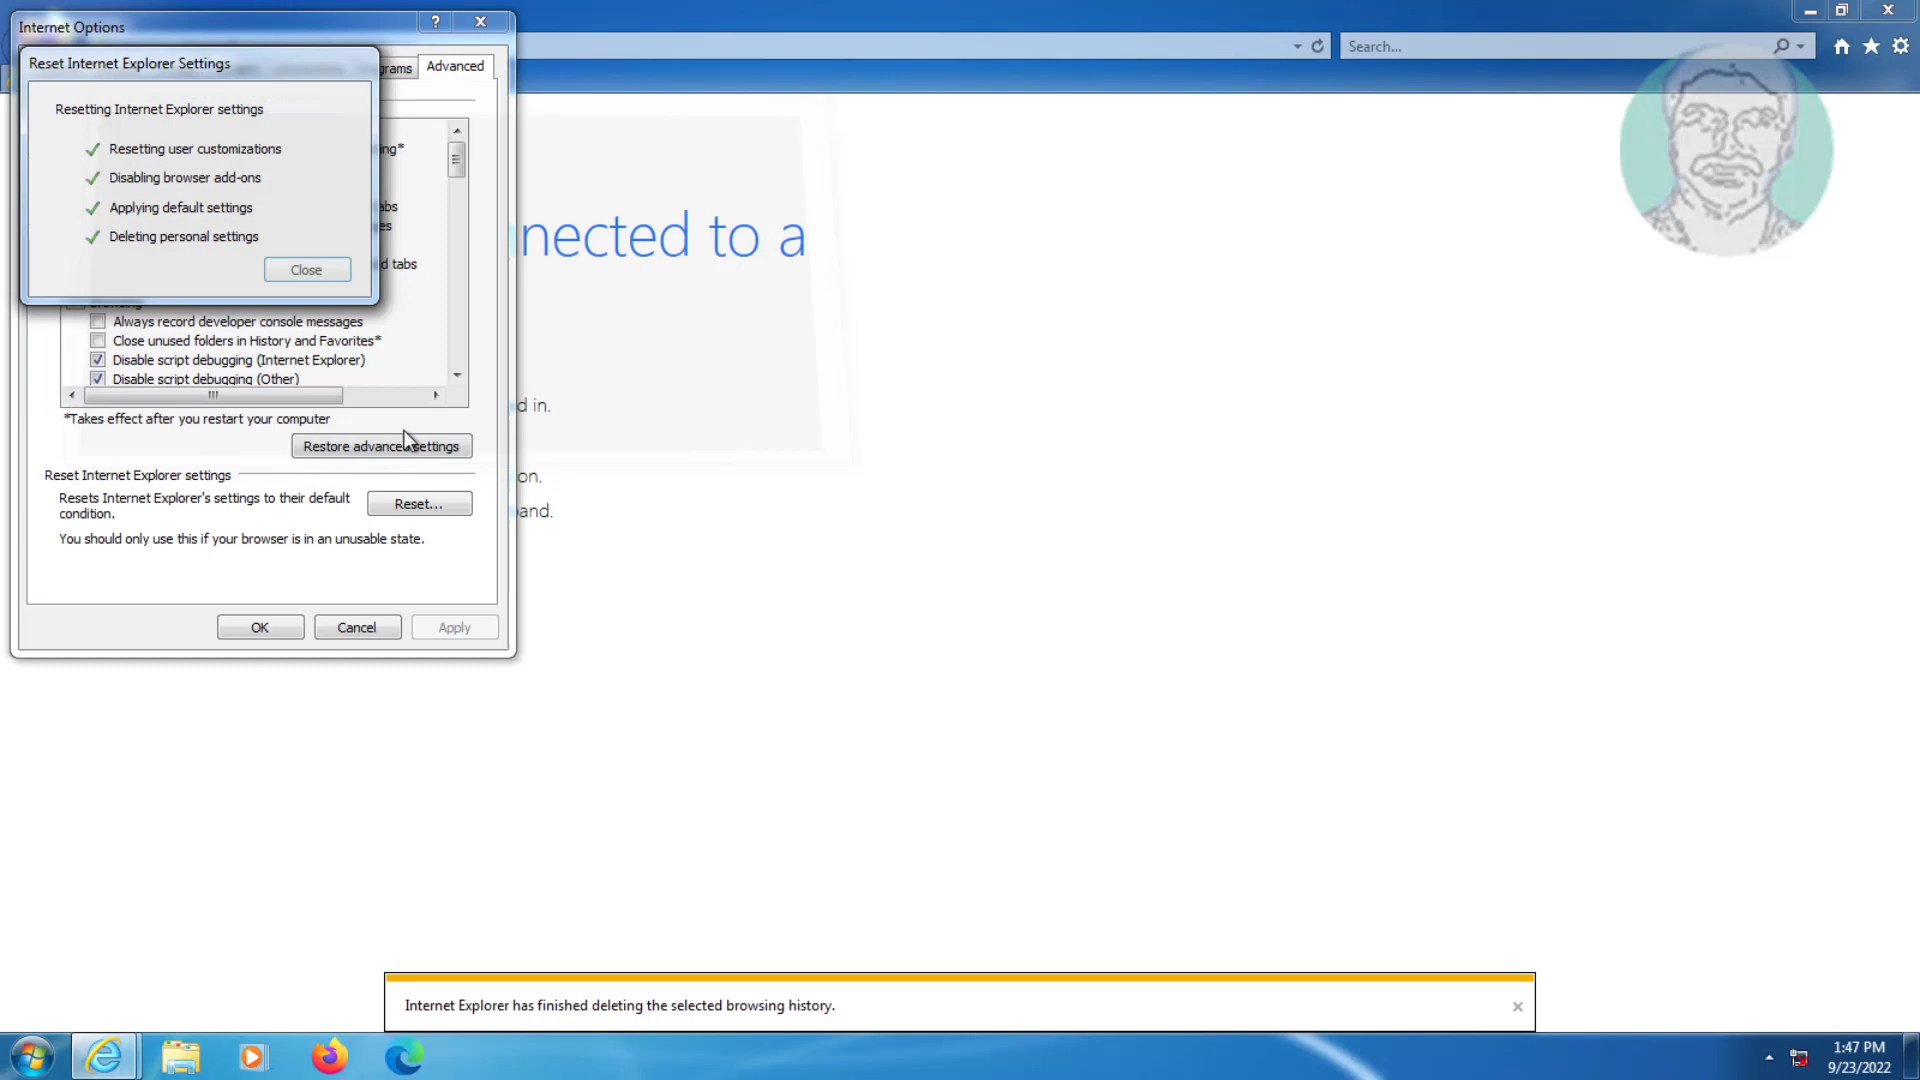 Internet Options
Search...
Reset Internet Explorer Settings
grams
Advanced
Resetting Internet Explorer settings
Resetting user customizations
ing*
Disabling browser add-ons
Applying default settings
abs
es
Deleting personal settings
nected to a
d tabs
Close
Always record developer console messages
Close unused folders in History and Favorites*
Disable script debugging (Internet Explorer)
Disable script debugging (Other)
d in.
*Takes effect after you restart your computer
Restore advanced settings
Reset Internet Explorer settings
on.
Resets Internet Explorer's settings to their default
condition.
Reset...
and.
You should only use this if your browser is in an unusable state.
OK
Cancel
Apply
Internet Explorer has finished deleting the selected browsing history.
1:47 PM
9/23/2022